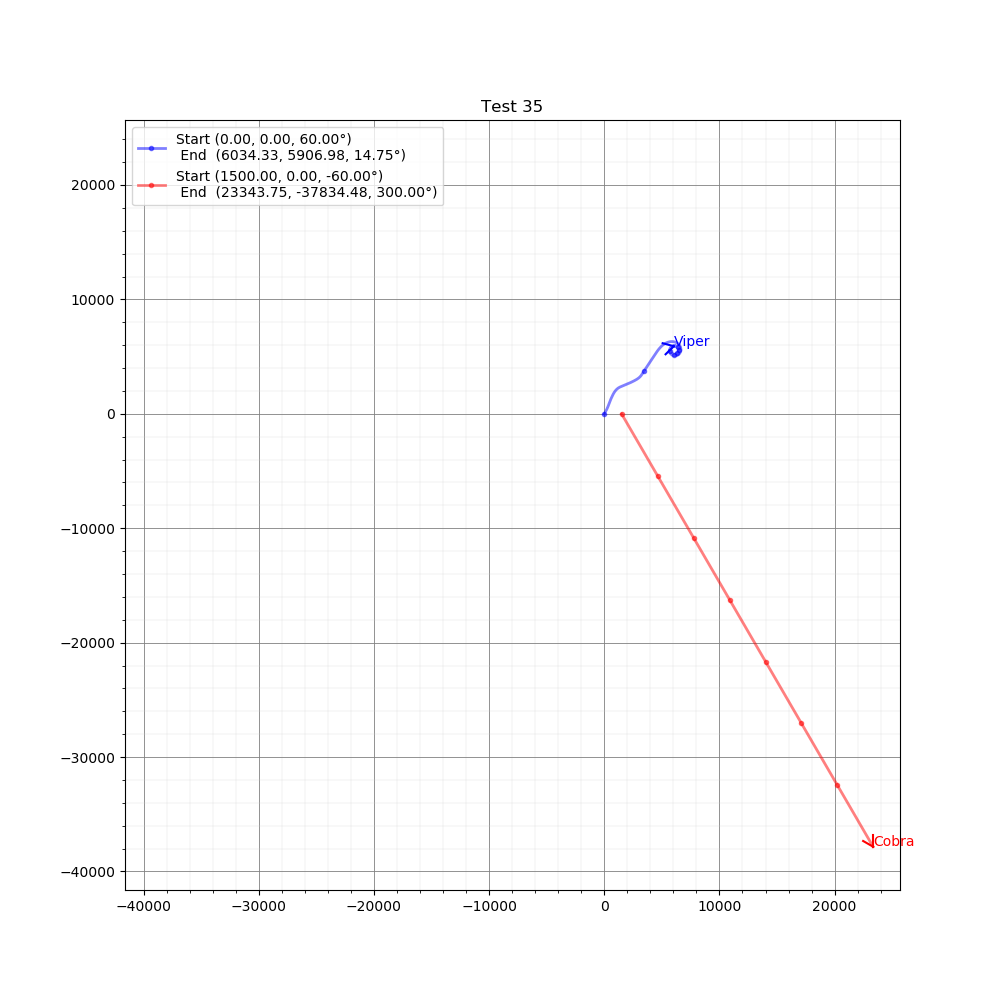 Test 35
Start (0.00, 0.00, 60.00°)
End (6034.33, 5906.98, 14.75°)
Start (1500.00, 0.00, -60.00°)
End (23343.75, -37834.48, 300.00°)
20000
10000
0
−10000
−20000
−30000
−40000
Viper
Cobra
−40000
−30000
−20000
−10000
0
10000
20000